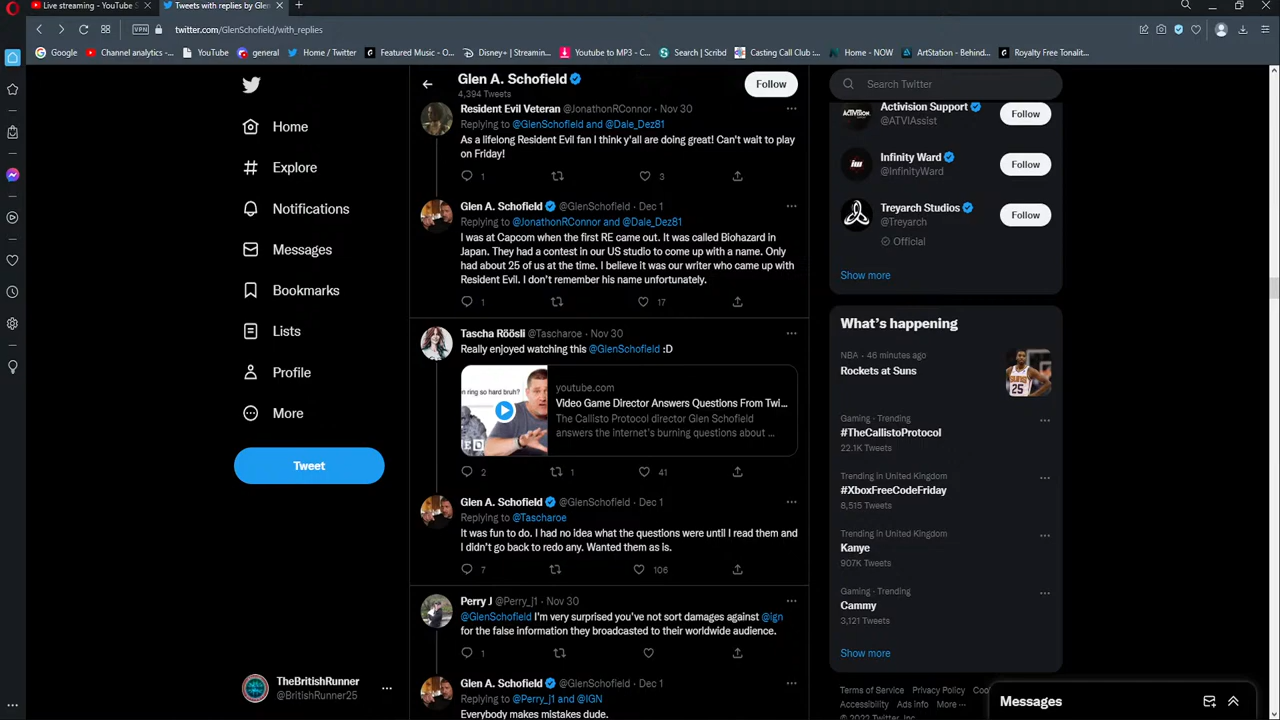 Live streaming - YouTube S
Tweets with replies by Glen
VPN
twitter.com/GlenSchofield/with_replies
Google
Channel analytics -...
YouTube
general
Home / Twitter
Featured Music - O...
Disney+ | Streamin...
Youtube to MP3 - C...
Search | Scribd
Casting Call Club :...
Home - NOW
ArtStation - Behind...
Royalty Free Tonalit...
Home
Explore
Notifications
Messages
Bookmarks
Lists
Profile
More
Tweet
TheBritishRunner
@BritishRunner25
Glen A. Schofield
4,394 Tweets
Follow
Resident Evil Veteran @JonathonRConnor · Nov 30
Replying to @GlenSchofield and @Dale_Dez81
As a lifelong Resident Evil fan I think y'all are doing great! Can't wait to play
on Friday!
1 3
Glen A. Schofield @GlenSchofield · Dec 1
Replying to @JonathonRConnor and @Dale_Dez81
I was at Capcom when the first RE came out. It was called Biohazard in
Japan. They had a contest in our US studio to come up with a name. Only
had about 25 of us at the time. I believe it was our writer who came up with
Resident Evil. I don't remember his name unfortunately.
1 17
Tascha Röösli @Tascharoe · Nov 30
Really enjoyed watching this @GlenSchofield :D
n ring so hard bruh?
youtube.com
Video Game Director Answers Questions From Twi...
The Callisto Protocol director Glen Schofield
answers the internet's burning questions about ...
2 1 41
Glen A. Schofield @GlenSchofield · Dec 1
Replying to @Tascharoe
It was fun to do. I had no idea what the questions were until I read them and
I didn't go back to redo any. Wanted them as is.
7 106
Perry J @Perry_j1 · Nov 30
@GlenSchofield I'm very surprised you've not sort damages against @ign
for the false information they broadcasted to their worldwide audience.
1
Glen A. Schofield @GlenSchofield · Dec 1
Replying to @Perry_j1 and @IGN
Everybody makes mistakes dude.
Search Twitter
Activision Support
@ATVIAssist
Follow
Infinity Ward
@InfinityWard
Follow
Treyarch Studios
@Treyarch
Official
Follow
Show more
What's happening
NBA · 46 minutes ago
Rockets at Suns
Gaming · Trending
#TheCallistoProtocol
22.1K Tweets
Trending in United Kingdom
#XboxFreeCodeFriday
8,515 Tweets
Trending in United Kingdom
Kanye
907K Tweets
Gaming · Trending
Cammy
3,121 Tweets
Show more
Terms of Service Privacy Policy Coo
Accessibility Ads info More ···
© 2022 Twitter, Inc.
Messages